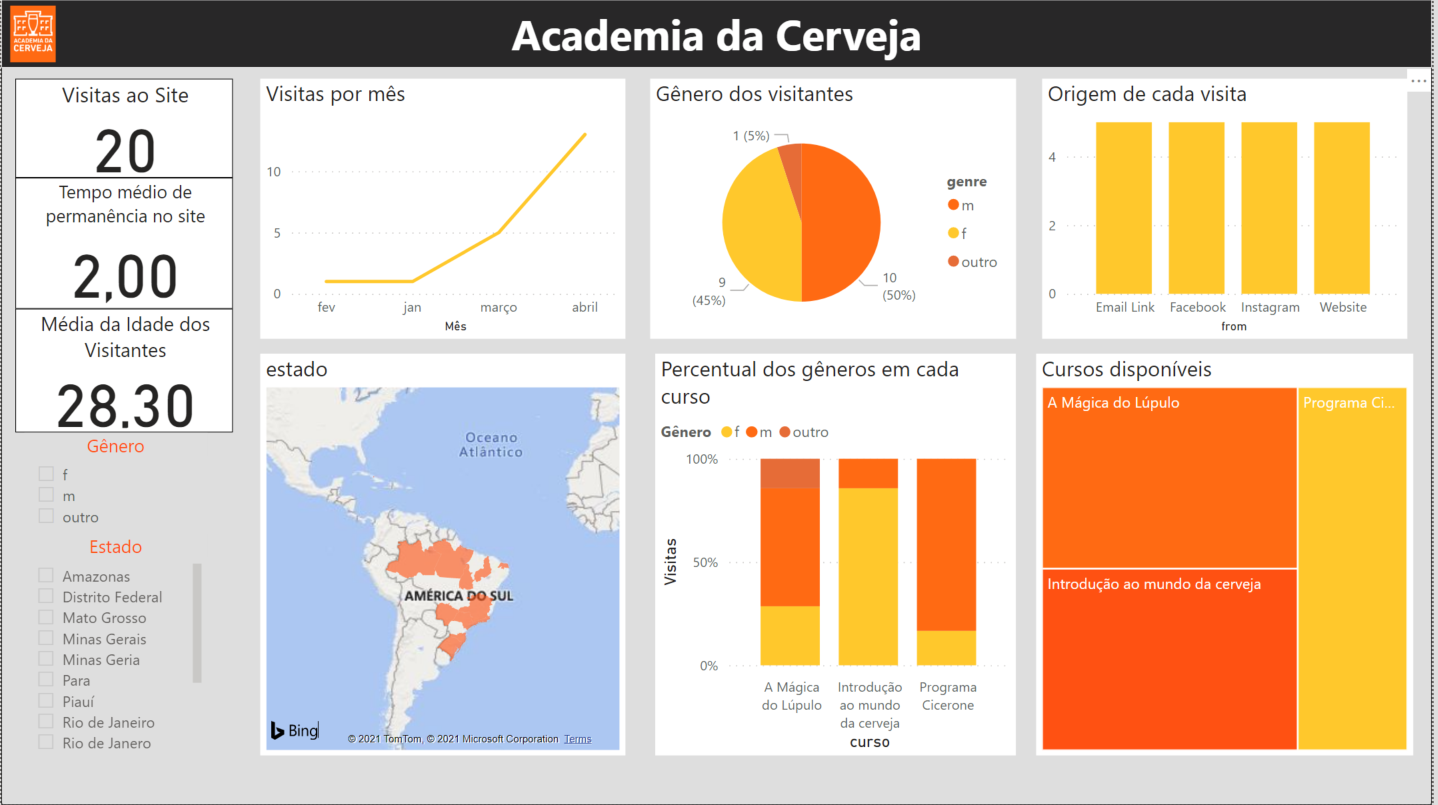 ACADEMIA DA
CERVEJA
Academia da Cerveja
Visitas ao Site
20
Tempo médio de
permanência no site
2,00
Média da Idade dos
Visitantes
28,30
Gênero
f
m
outro
Estado
Amazonas
Distrito Federal
Mato Grosso
Minas Gerais
Minas Geria
Para
Piauí
Rio de Janeiro
Rio de Janero
Visitas por mês
10
5
0
fev jan março abril
Mês
Gênero dos visitantes
1 (5%)
9
(45%)
10
(50%)
genre
m
f
outro
Origem de cada visita
4
2
0
Email Link Facebook Instagram Website
from
estado
Oceano
Atlântico
AMÉRICA DO SUL
Bing
© 2021 TomTom, © 2021 Microsoft Corporation Terms
Percentual dos gêneros em cada
curso
Gênero f m outro
100%
50%
0%
Visitas
A Mágica
do Lúpulo
Introdução
ao mundo
da cerveja
Programa
Cicerone
curso
Cursos disponíveis
A Mágica do Lúpulo
Programa Ci...
Introdução ao mundo da cerveja